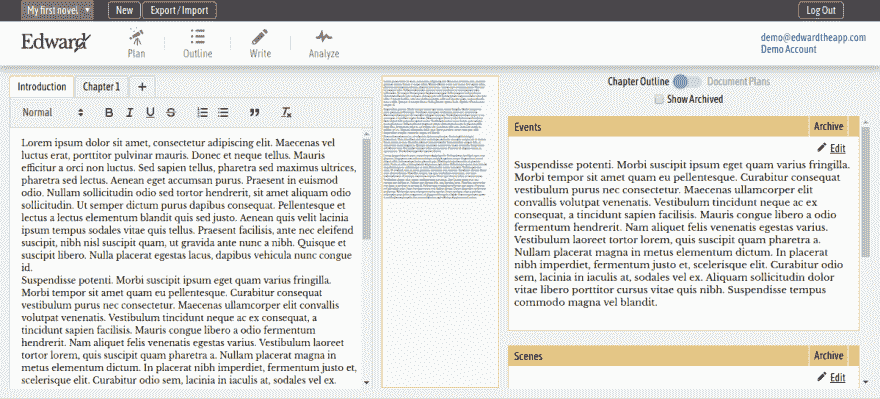 My first novel ▾ New Export / Import Log Out
Edward Plan Outline Write Analyze
demo@edwardtheapp.com
Demo Account
Introduction Chapter 1 +
Normal B I U S
Lorem ipsum dolor sit amet, consectetur adipiscing elit. Maecenas vel
luctus erat, porttitor pulvinar mauris. Donec et neque tellus. Mauris
efficitur a orci non luctus. Sed sapien tellus, pharetra sed maximus ultrices,
pharetra sed lectus. Aenean eget accumsan purus. Praesent in euismod
odio. Nullam sollicitudin odio sed tortor hendrerit, sit amet aliquam odio
sollicitudin. Ut semper dictum purus dapibus consequat. Pellentesque et
lectus a lectus elementum blandit quis sed justo. Aenean quis velit lacinia
ipsum tempus sodales vitae quis tellus. Praesent facilisis, ante nec eleifend
suscipit, nibh nisl suscipit quam, ut gravida ante nunc a nibh. Quisque et
suscipit libero. Nulla placerat egestas lacus, dapibus vehicula nunc congue
id.
Suspendisse potenti. Morbi suscipit ipsum eget quam varius fringilla.
Morbi tempor sit amet quam eu pellentesque. Curabitur consequat
vestibulum purus nec consectetur. Maecenas ullamcorper elit convallis
volutpat venenatis. Vestibulum tincidunt neque ac ex consequat, a
tincidunt sapien facilisis. Mauris congue libero a odio fermentum
hendrerit. Nam aliquet felis venenatis egestas varius. Vestibulum laoreet
tortor lorem, quis suscipit quam pharetra a. Nullam placerat magna in
metus elementum dictum. In placerat nibh imperdiet, fermentum justo et,
scelerisque elit. Curabitur odio sem, lacinia in iaculis at, sodales vel ex.
Chapter Outline Document Plans
Show Archived
Events Archive
Edit
Suspendisse potenti. Morbi suscipit ipsum eget quam varius fringilla.
Morbi tempor sit amet quam eu pellentesque. Curabitur consequat
vestibulum purus nec consectetur. Maecenas ullamcorper elit
convallis volutpat venenatis. Vestibulum tincidunt neque ac ex
consequat, a tincidunt sapien facilisis. Mauris congue libero a odio
fermentum hendrerit. Nam aliquet felis venenatis egestas varius.
Vestibulum laoreet tortor lorem, quis suscipit quam pharetra a.
Nullam placerat magna in metus elementum dictum. In placerat
nibh imperdiet, fermentum justo et, scelerisque elit. Curabitur odio
sem, lacinia in iaculis at, sodales vel ex. Aliquam sollicitudin dolor
vitae libero porttitor cursus vitae quis nibh. Suspendisse tempus
commodo magna vel blandit.
Scenes Archive
Edit